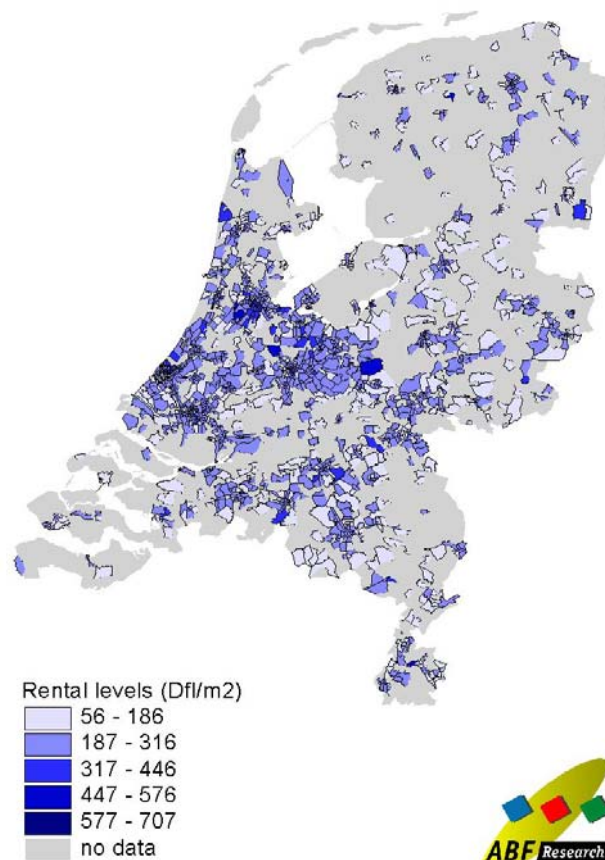 Rental levels (Dfl/m2)
56 - 186
187 - 316
317 - 446
447 - 576
577 - 707
no data
ABF Research